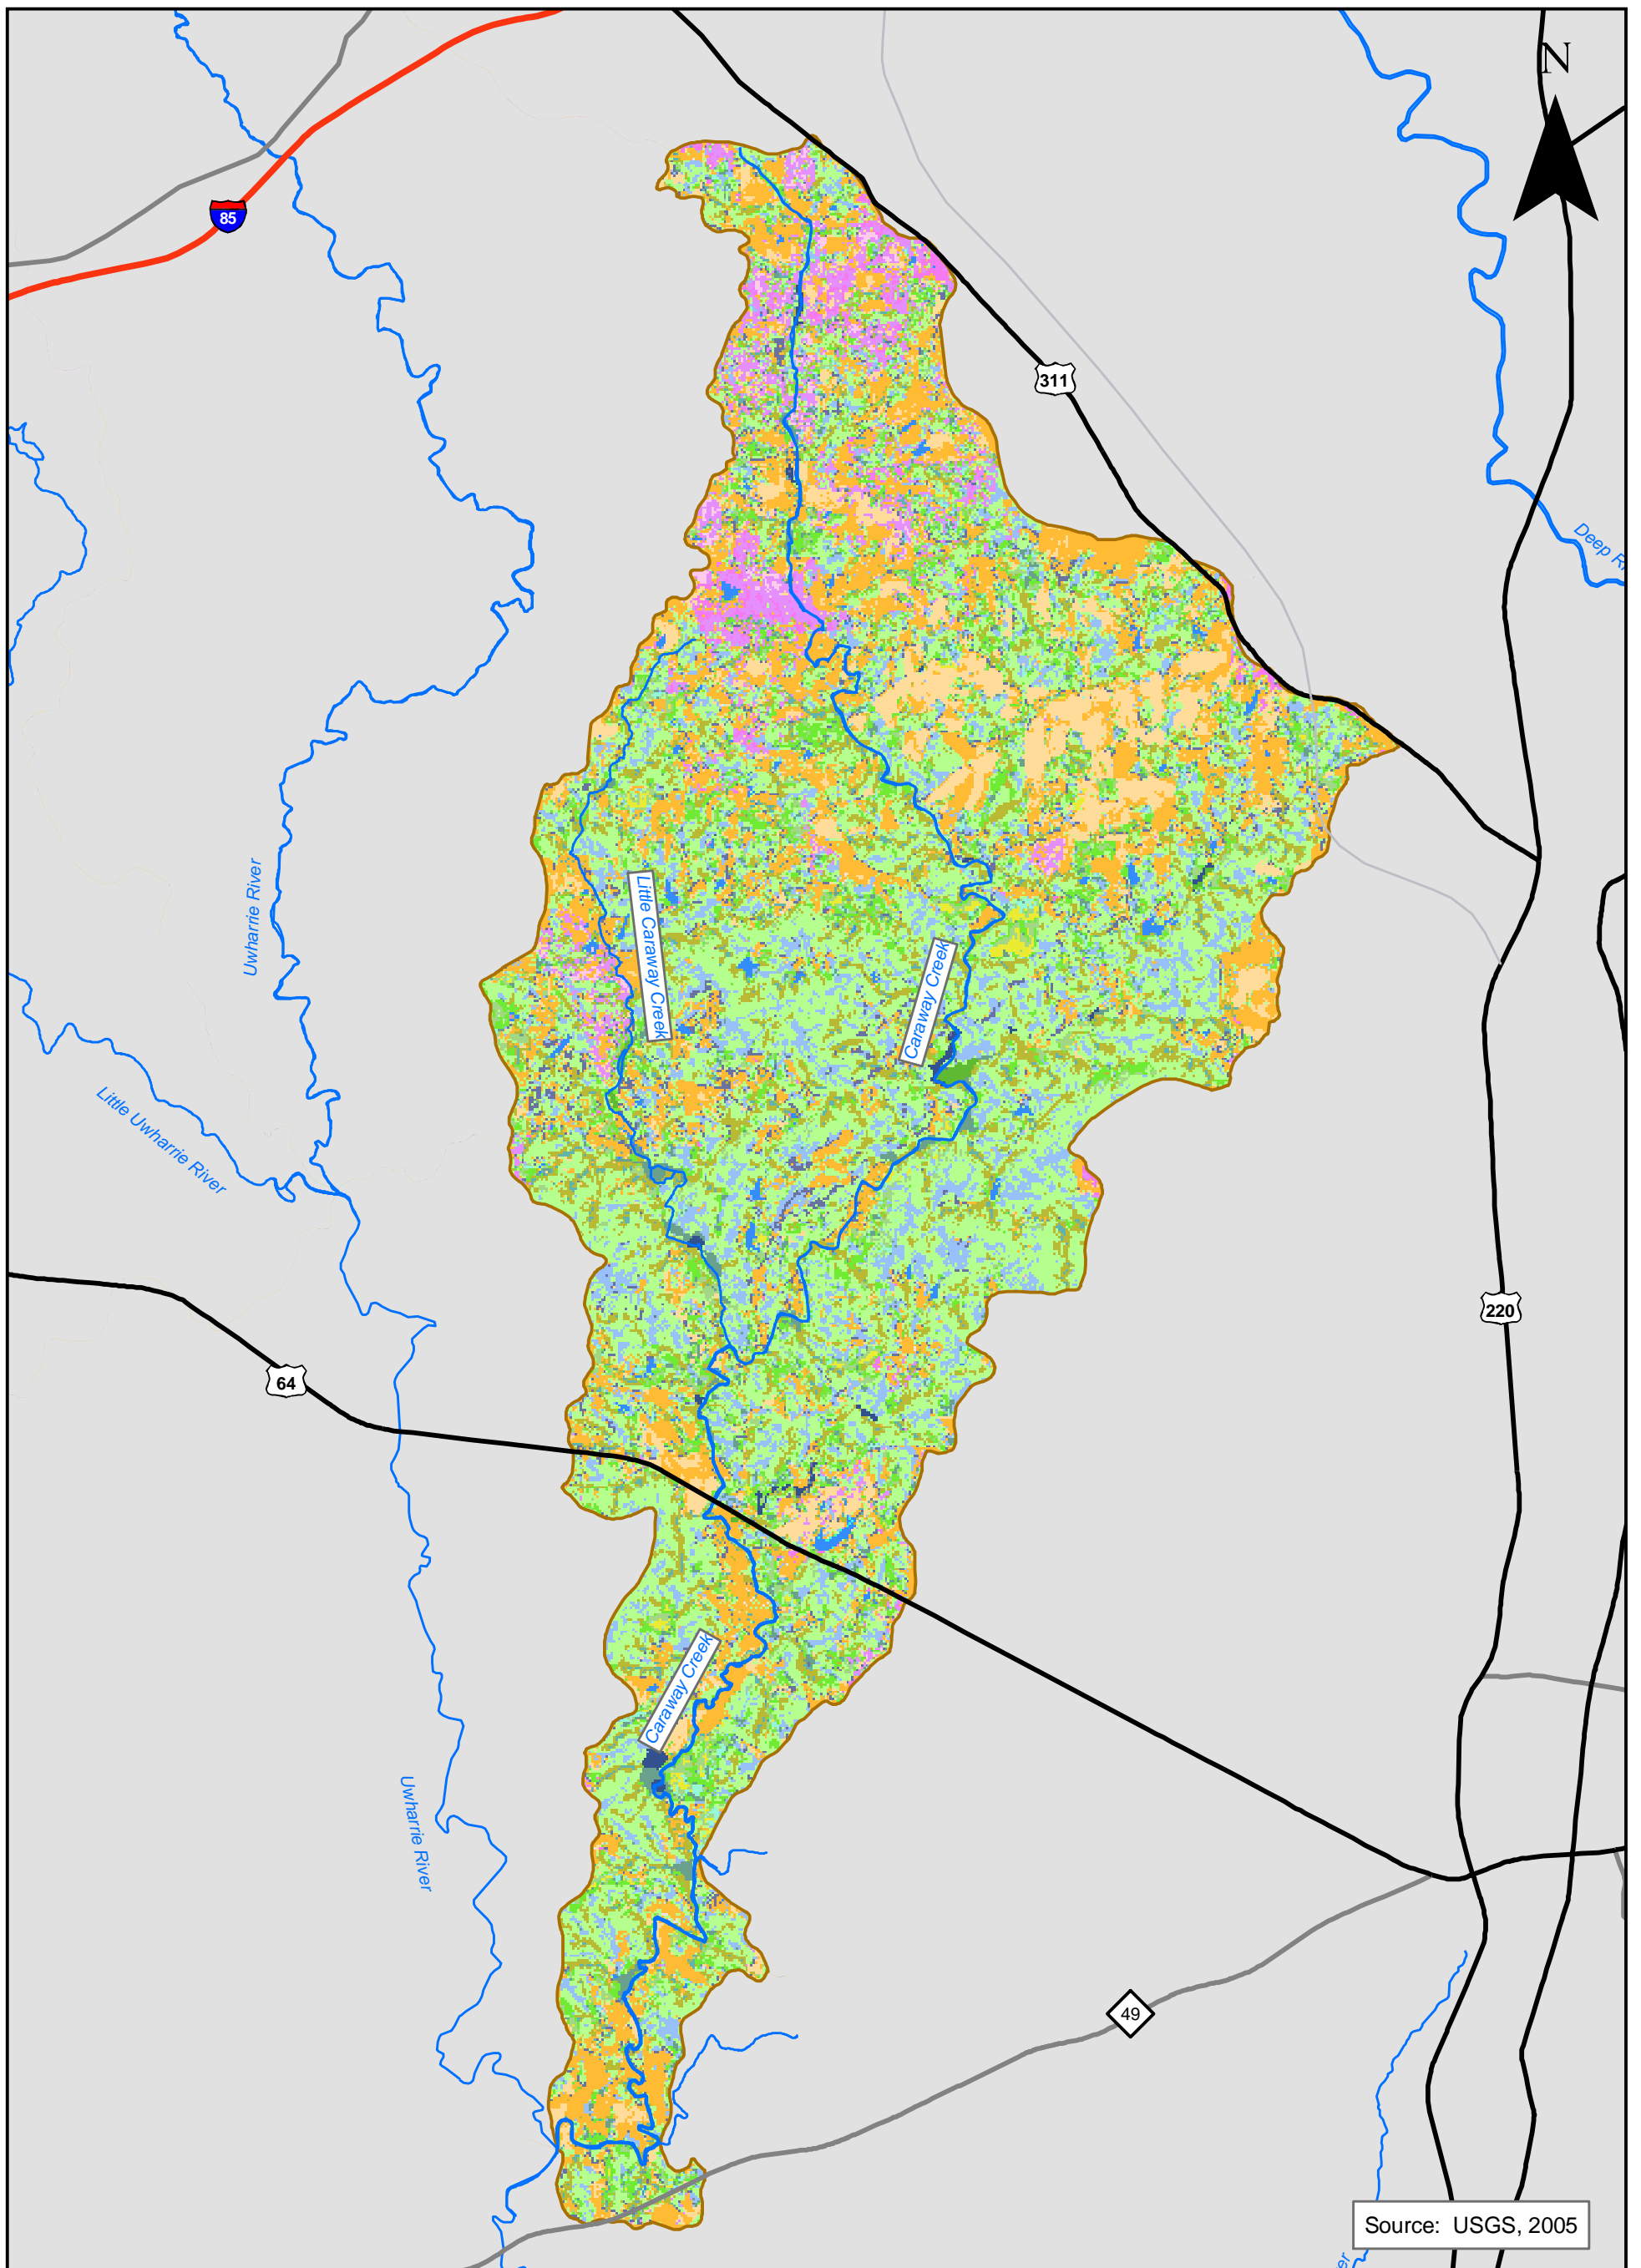 N
85
311
Deep
Uwharrie River
Little Caraway Creek
Caraway Creek
Little Uwharrie River
220
64
Caraway Creek
Uwharrie River
49
Source: USGS, 2005